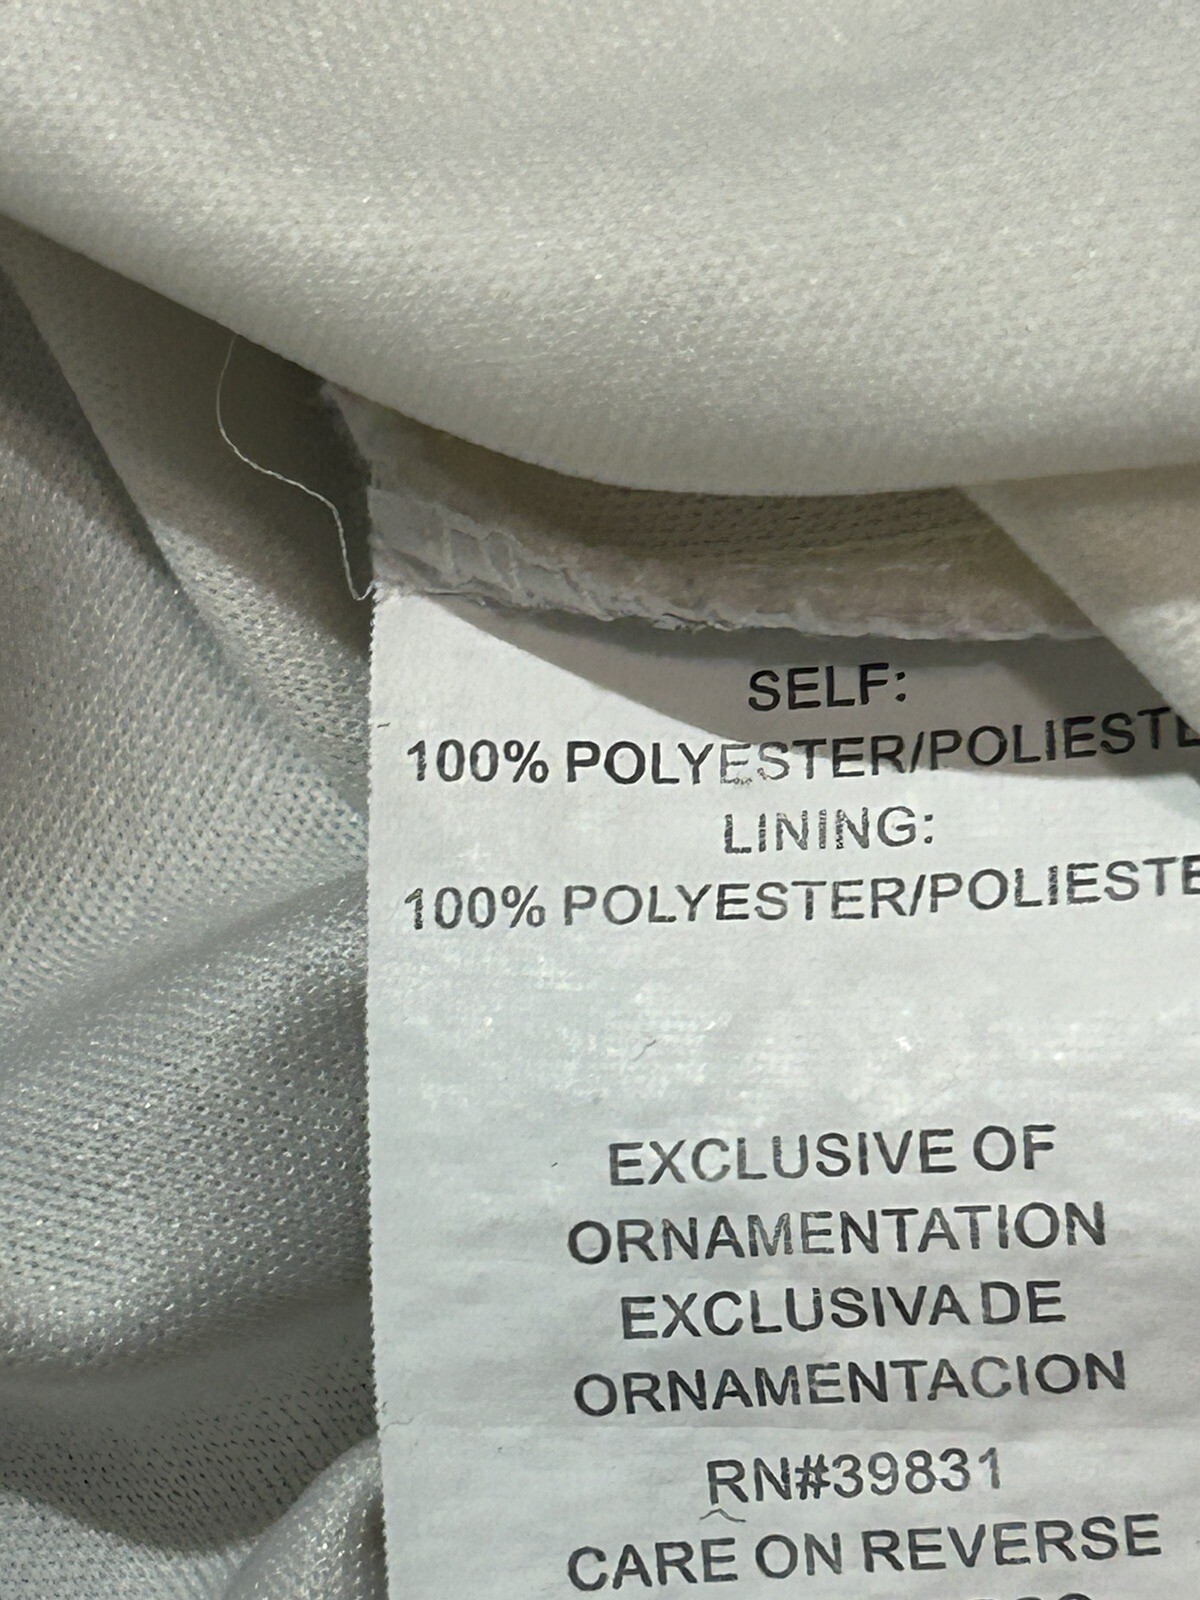 SELF:
100% POLYESTER/POLIESTE
LINING:
100% POLYESTER/POLIESTE
EXCLUSIVE OF
ORNAMENTATION
EXCLUSIVA DE
ORNAMENTACION
RN#39831
CARE ON REVERSE